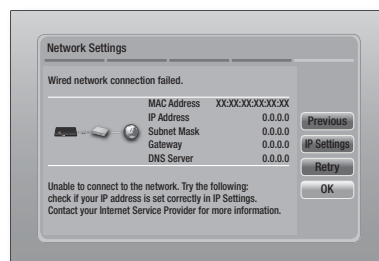 Network Settings
Wired network connection failed.
MAC Address XX:XX:XX:XX:XX:XX
IP Address 0.0.0.0
Subnet Mask 0.0.0.0
Gateway 0.0.0.0
DNS Server 0.0.0.0
Previous
IP Settings
Retry
OK
Unable to connect to the network. Try the following:
check if your IP address is set correctly in IP Settings.
Contact your Internet Service Provider for more information.